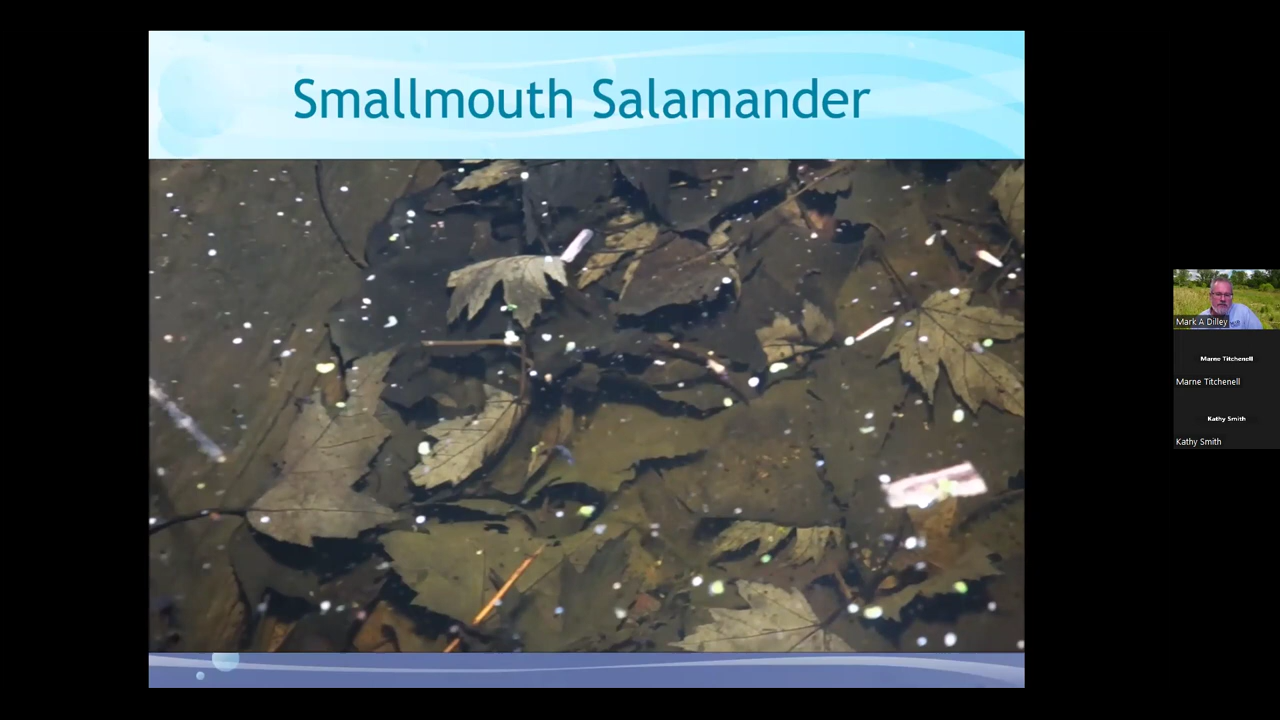 Smallmouth Salamander
Mark A Dilley
Marne Titchenell
Marne Titchenell
Kathy Smith
Kathy Smith